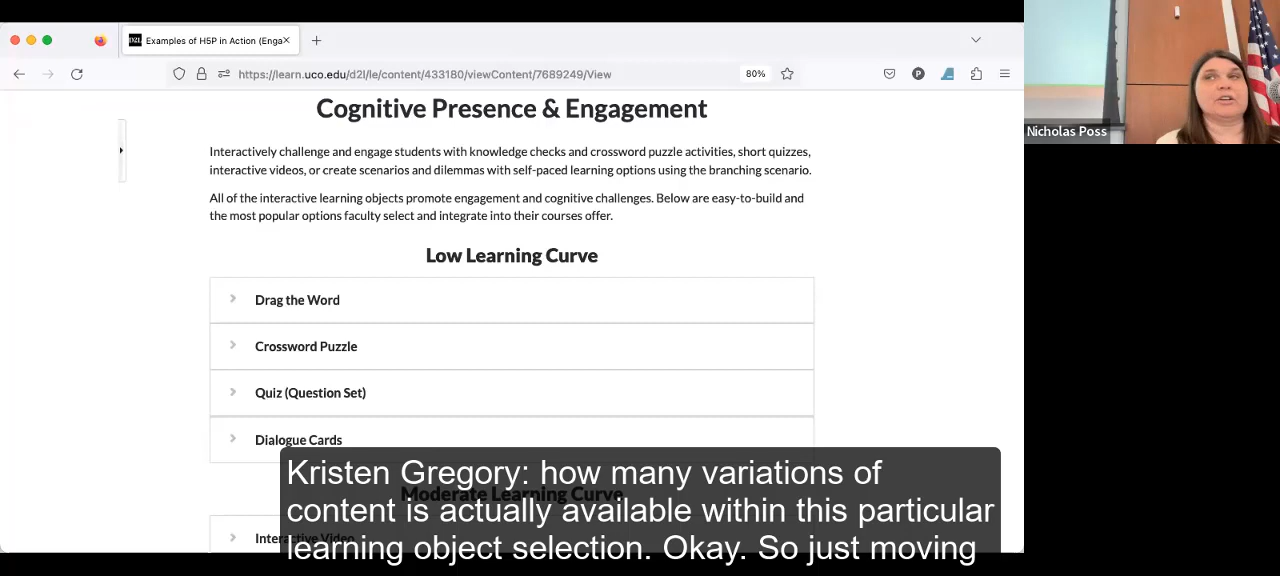 Examples of H5P in Action (Enga
https://learn.uco.edu/d2l/le/content/433180/viewContent/7689249/View
80%
Cognitive Presence & Engagement
Interactively challenge and engage students with knowledge checks and crossword puzzle activities, short quizzes,
interactive videos, or create scenarios and dilemmas with self-paced learning options using the branching scenario.
All of the interactive learning objects promote engagement and cognitive challenges. Below are easy-to-build and
the most popular options faculty select and integrate into their courses offer.
Low Learning Curve
Drag the Word
Crossword Puzzle
Quiz (Question Set)
Dialogue Cards
Moderate Learning Curve
Interactive Video
Kristen Gregory: how many variations of
content is actually available within this particular
learning object selection. Okay. So just moving
Nicholas Poss